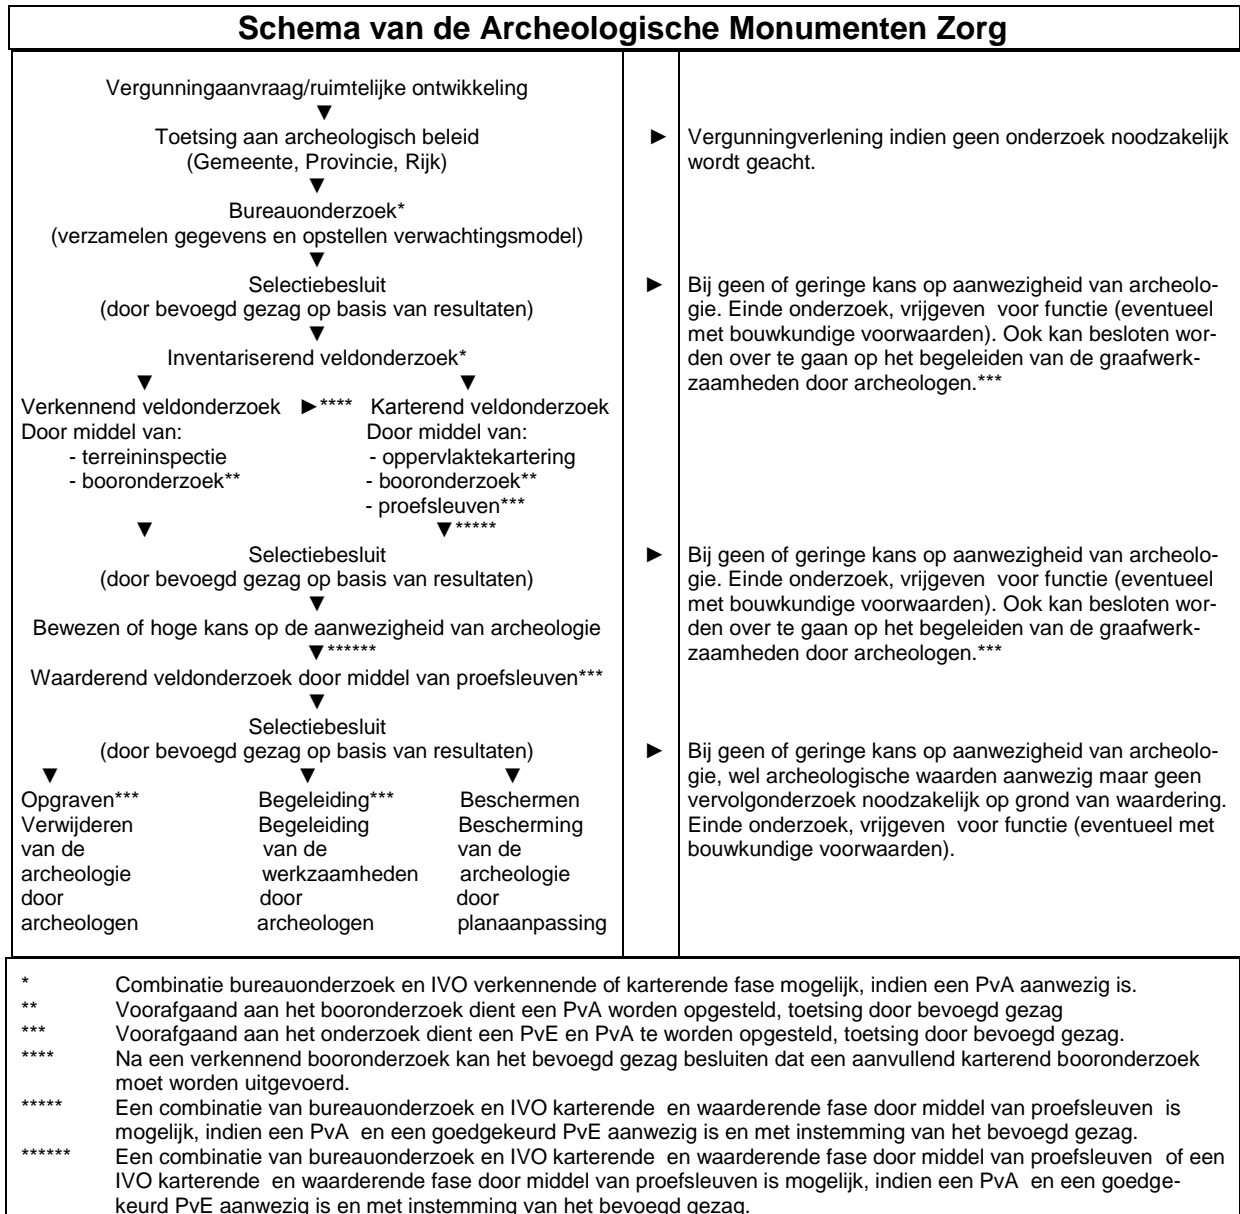 Schema van de Archeologische Monumenten Zorg
Vergunningaanvraag/ruimtelijke ontwikkeling
▼
Toetsing aan archeologisch beleid
(Gemeente, Provincie, Rijk)
► Vergunningverlening indien geen onderzoek noodzakelijk
wordt geacht.
▼
Bureauonderzoek*
(verzamelen gegevens en opstellen verwachtingsmodel)
▼
Selectiebesluit
(door bevoegd gezag op basis van resultaten)
► Bij geen of geringe kans op aanwezigheid van archeolo-
gie. Einde onderzoek, vrijgeven voor functie (eventueel
met bouwkundige voorwaarden). Ook kan besloten wor-
den over te gaan op het begeleiden van de graafwerk-
zaamheden door archeologen.***
▼
Inventariserend veldonderzoek*
▼ ▼
Verkennend veldonderzoek ►**** Karterend veldonderzoek
Door middel van: Door middel van:
- terreininspectie - oppervlaktekartering
- booronderzoek** - booronderzoek**
- proefsleuven***
▼ ▼*****
Selectiebesluit
(door bevoegd gezag op basis van resultaten)
► Bij geen of geringe kans op aanwezigheid van archeolo-
gie. Einde onderzoek, vrijgeven voor functie (eventueel
met bouwkundige voorwaarden). Ook kan besloten wor-
den over te gaan op het begeleiden van de graafwerk-
zaamheden door archeologen.***
▼
Bewezen of hoge kans op de aanwezigheid van archeologie
▼******
Waarderend veldonderzoek door middel van proefsleuven***
▼
Selectiebesluit
(door bevoegd gezag op basis van resultaten)
► Bij geen of geringe kans op aanwezigheid van archeolo-
gie, wel archeologische waarden aanwezig maar geen
vervolgonderzoek noodzakelijk op grond van waardering.
Einde onderzoek, vrijgeven voor functie (eventueel met
bouwkundige voorwaarden).
▼ ▼ ▼
Opgraven*** Begeleiding*** Beschermen
Verwijderen Begeleiding Bescherming
van de van de van de
archeologie werkzaamheden archeologie
door door door
archeologen archeologen planaanpassing
* Combinatie bureauonderzoek en IVO verkennende of karterende fase mogelijk, indien een PvA aanwezig is.
** Voorafgaand aan het booronderzoek dient een PvA worden opgesteld, toetsing door bevoegd gezag
*** Voorafgaand aan het onderzoek dient een PvE en PvA te worden opgesteld, toetsing door bevoegd gezag.
**** Na een verkennend booronderzoek kan het bevoegd gezag besluiten dat een aanvullend karterend booronderzoek
moet worden uitgevoerd.
***** Een combinatie van bureauonderzoek en IVO karterende en waarderende fase door middel van proefsleuven is
mogelijk, indien een PvA en een goedgekeurd PvE aanwezig is en met instemming van het bevoegd gezag.
****** Een combinatie van bureauonderzoek en IVO karterende en waarderende fase door middel van proefsleuven of een
IVO karterende en waarderende fase door middel van proefsleuven is mogelijk, indien een PvA en een goedge-
keurd PvE aanwezig is en met instemming van het bevoegd gezag.